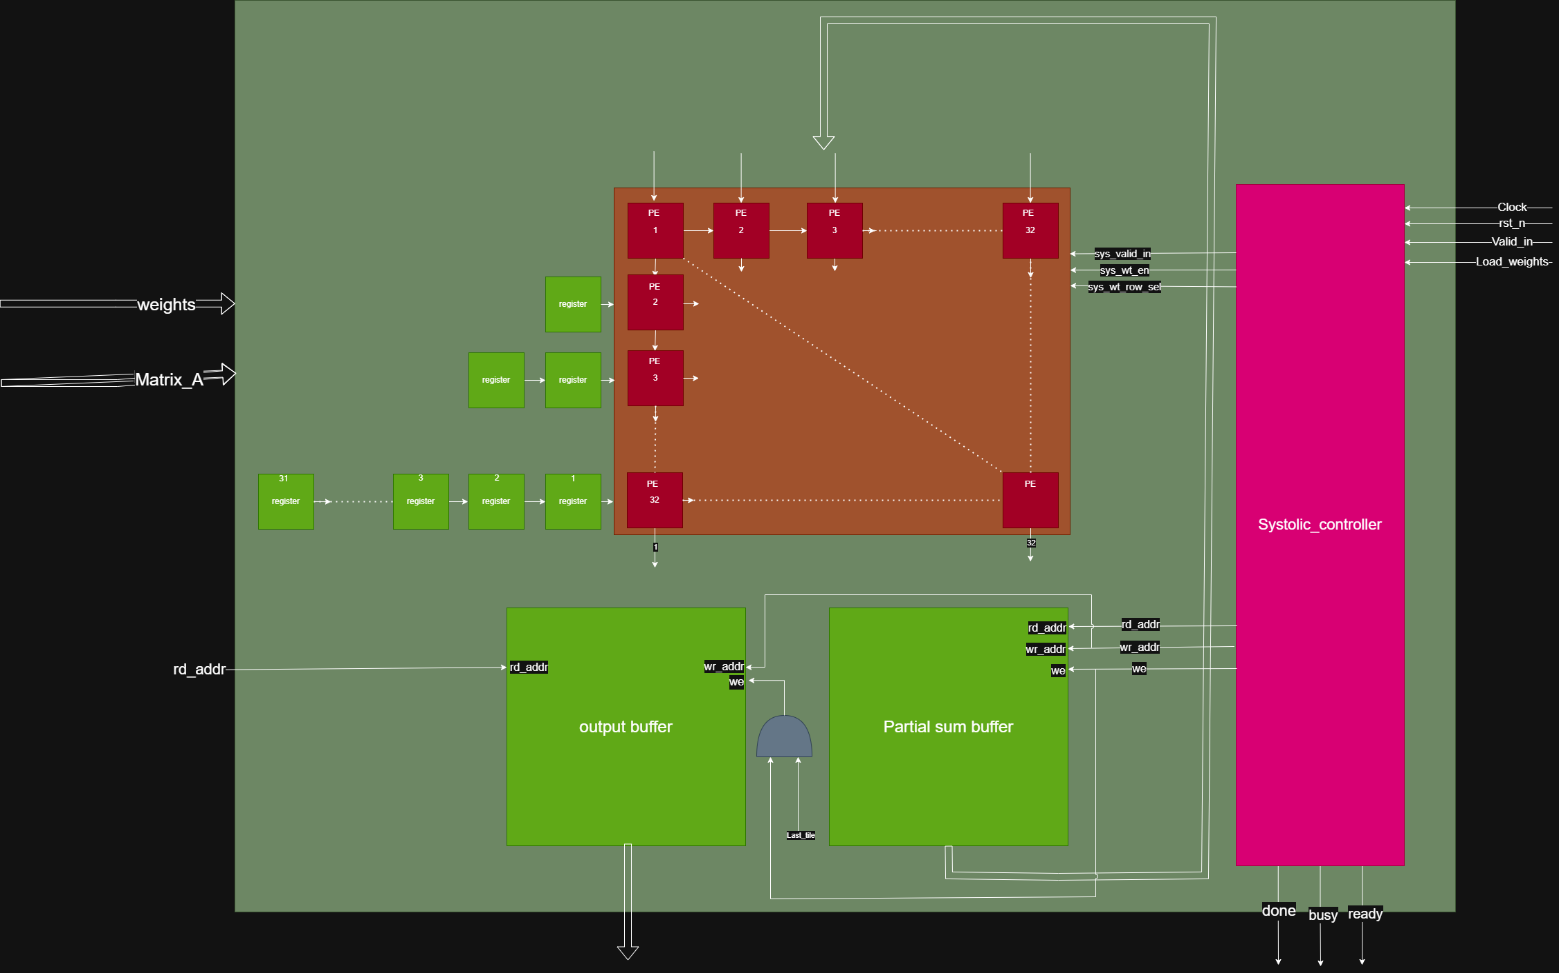 PE
1
PE
2
PE
3
PE
32
Clock
rst_n
Valid_in
Load_weights
sys_valid_in
sys_wt_en
sys_wt_row_sel
weights
register
PE
2
Matrix_A
register
register
PE
3
31
register
3
register
2
register
1
register
PE
32
PE
1
32
Systolic_controller
rd_addr
rd_addr
wr_addr
we
output buffer
rd_addr
wr_addr
we
Partial sum buffer
rd_addr
wr_addr
we
Last_tile
done
busy
ready